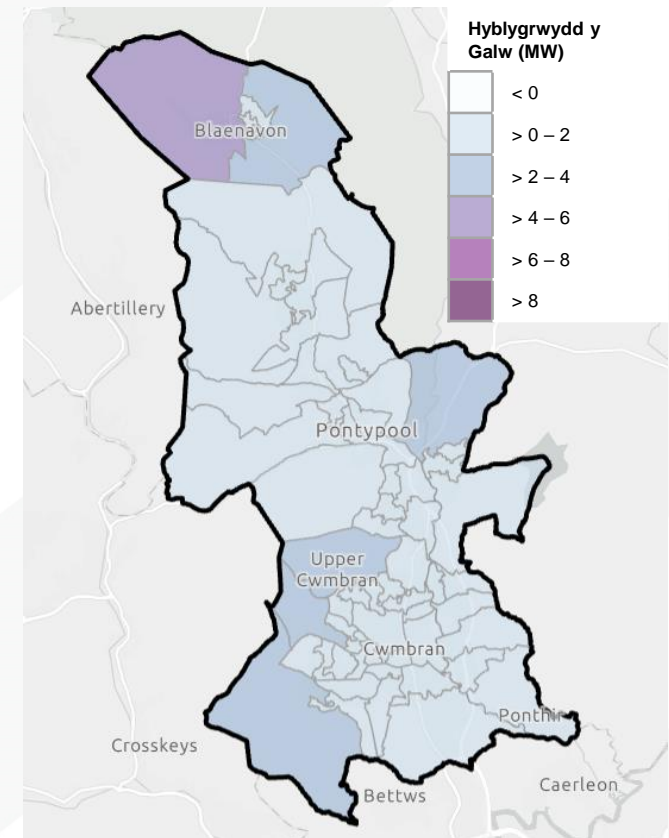 Hyblygrwydd y
Galw (MW)
< 0
> 0 – 2
> 2 – 4
> 4 – 6
> 6 – 8
> 8
Blaenavon
Abertillery
Pontypool
Upper
Cwmbran
Cwmbran
Ponthir
Crosskeys
Caerleon
Bettws